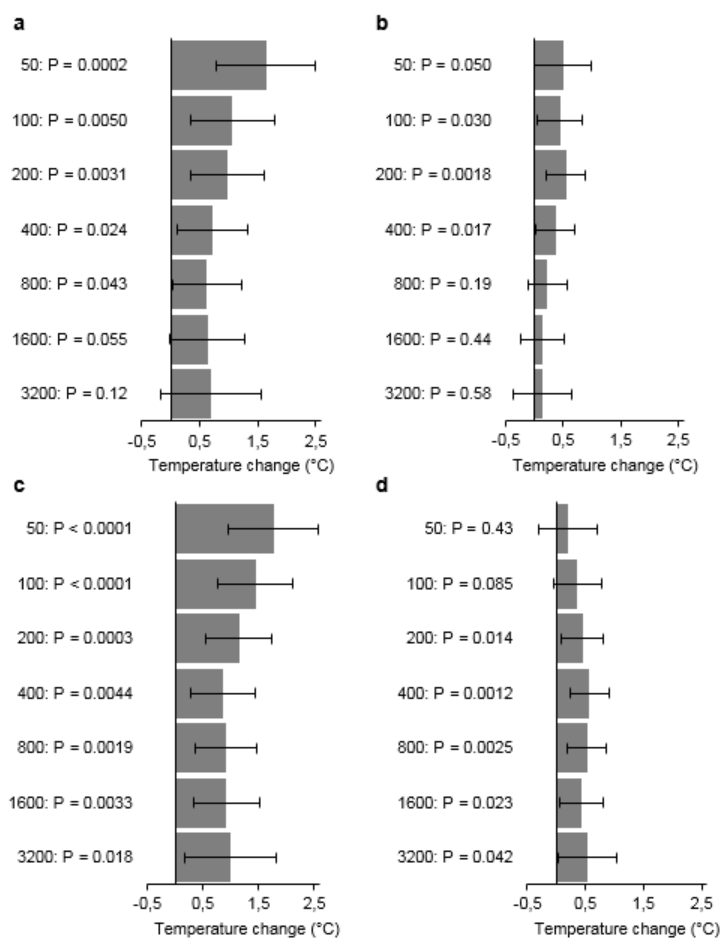 a
50: P = 0.0002
100: P = 0.0050
200: P = 0.0031
400: P = 0.024
800: P = 0.043
1600: P = 0.055
3200: P = 0.12
-0,5 0,5 1,5 2,5
Temperature change (°C)
b
50: P = 0.050
100: P = 0.030
200: P = 0.0018
400: P = 0.017
800: P = 0.19
1600: P = 0.44
3200: P = 0.58
-0,5 0,5 1,5 2,5
Temperature change (°C)
c
50: P < 0.0001
100: P < 0.0001
200: P = 0.0003
400: P = 0.0044
800: P = 0.0019
1600: P = 0.0033
3200: P = 0.018
-0,5 0,5 1,5 2,5
Temperature change (°C)
d
50: P = 0.43
100: P = 0.085
200: P = 0.014
400: P = 0.0012
800: P = 0.0025
1600: P = 0.023
3200: P = 0.042
-0,5 0,5 1,5 2,5
Temperature change (°C)